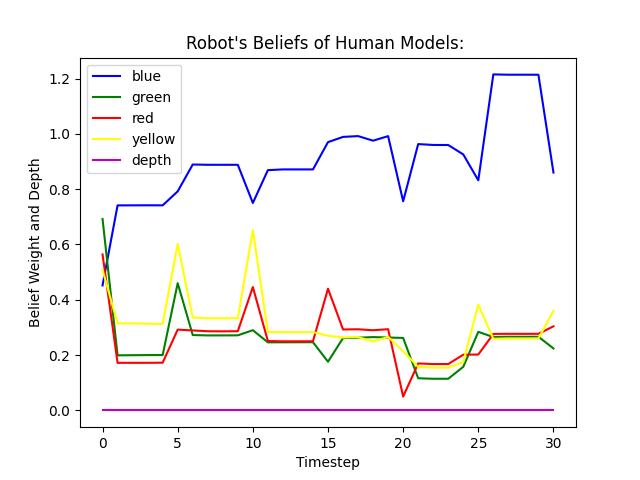 Robot's Beliefs of Human Models:
blue
green
red
yellow
depth
Belief Weight and Depth
1.2
1.0
0.8
0.6
0.4
0.2
0.0
0 5 10 15 20 25 30
Timestep